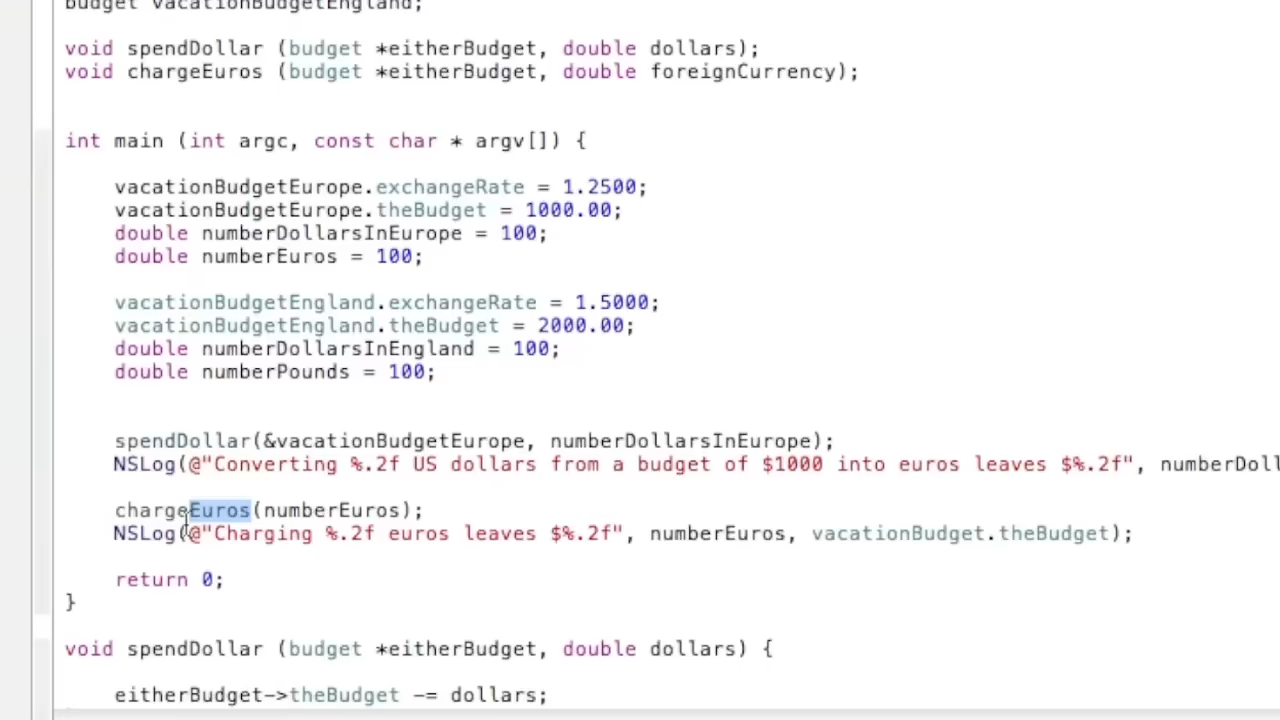 budget vacationBudgetEngland;
void spendDollar (budget *eitherBudget, double dollars);
void chargeEuros (budget *eitherBudget, double foreignCurrency);
int main (int argc, const char * argv[]) {
vacationBudgetEurope.exchangeRate = 1.2500;
vacationBudgetEurope.theBudget = 1000.00;
double numberDollarsInEurope = 100;
double numberEuros = 100;
vacationBudgetEngland.exchangeRate = 1.5000;
vacationBudgetEngland.theBudget = 2000.00;
double numberDollarsInEngland = 100;
double numberPounds = 100;
spendDollar(&vacationBudgetEurope, numberDollarsInEurope);
NSLog(@"Converting %.2f US dollars from a budget of $1000 into euros leaves $%.2f", numberDoll
chargeEuros(numberEuros);
NSLog(@"Charging %.2f euros leaves $%.2f", numberEuros, vacationBudget.theBudget);
return 0;
}
void spendDollar (budget *eitherBudget, double dollars) {
eitherBudget->theBudget -= dollars;